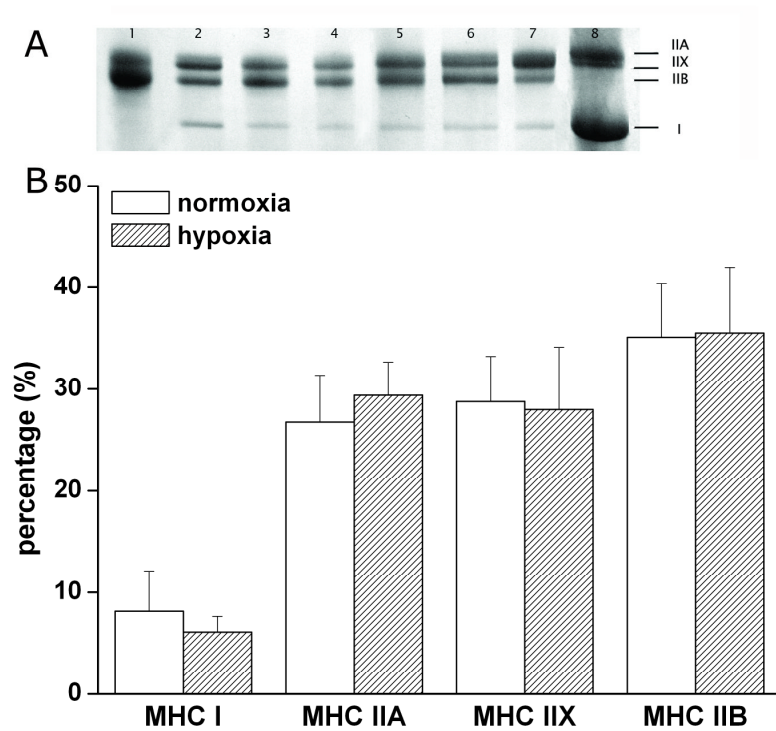 A
1 2 3 4 5 6 7 8
IIA
IIX
IIB
I
B
50
40
30
20
10
0
percentage (%)
normoxia
hypoxia
MHC I MHC IIA MHC IIX MHC IIB